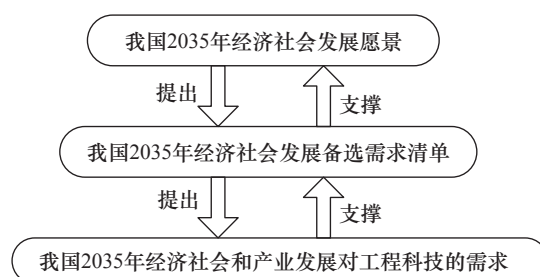 我国2035年经济社会发展愿景
提出
支撑
我国2035年经济社会发展备选需求清单
提出
支撑
我国2035年经济社会和产业发展对工程科技的需求